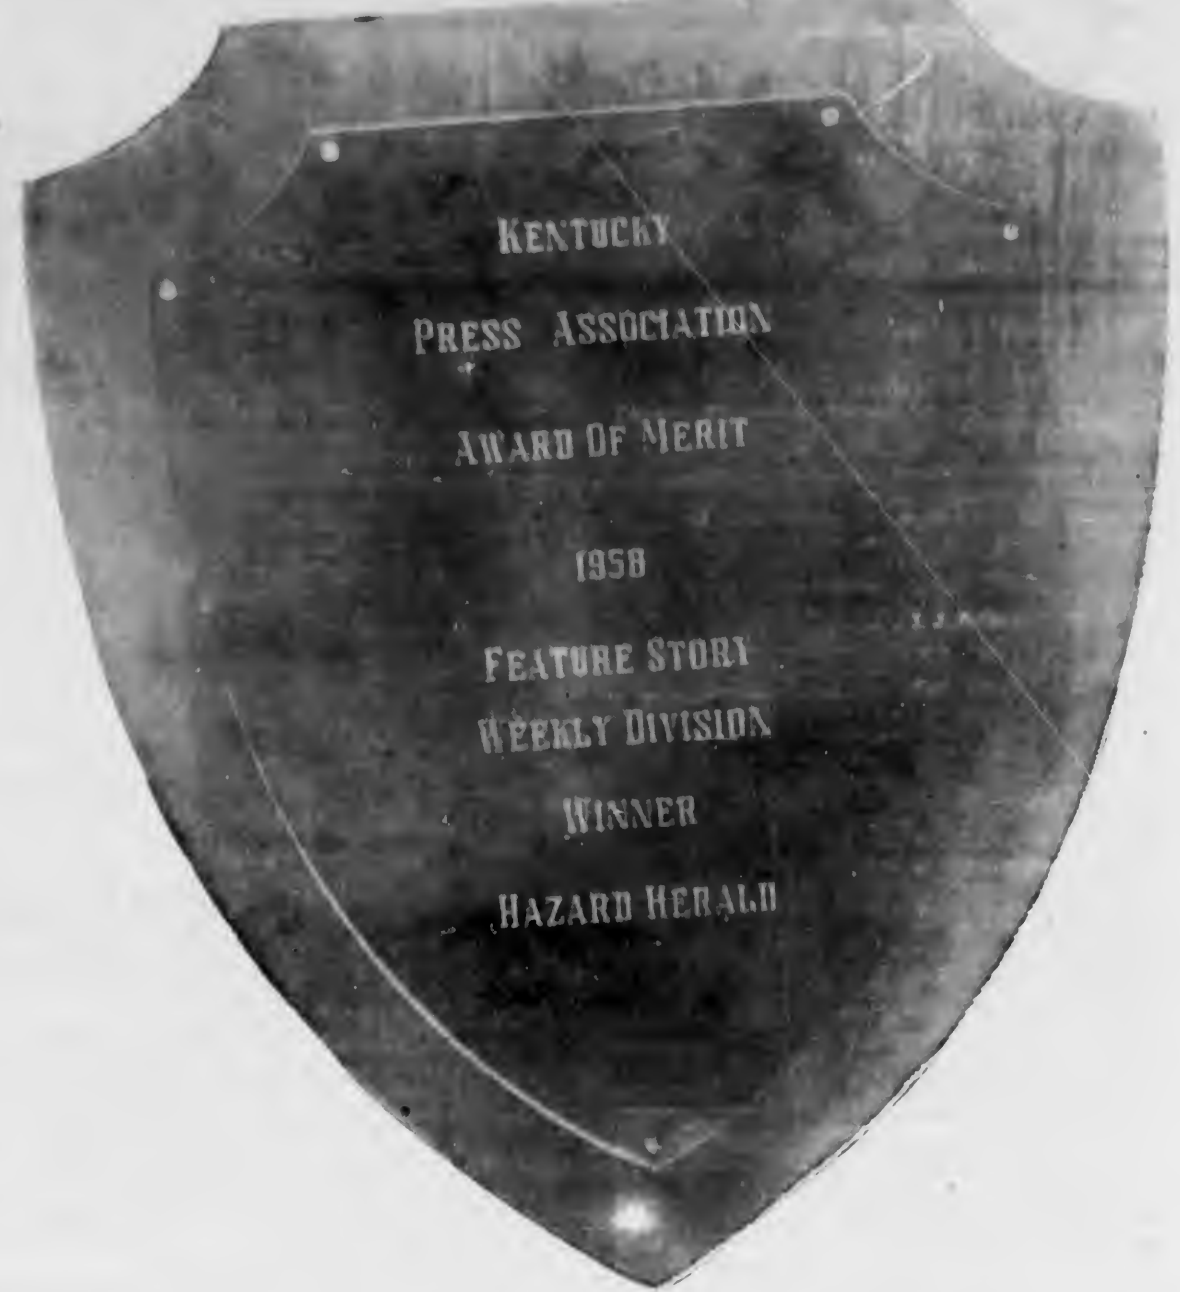 KENTUCKY
PRESS ASSOCIATION
AWARD OF MERIT
1958
FEATURE STORY
WEEKLY DIVISION
WINNER
HAZARD HERALD